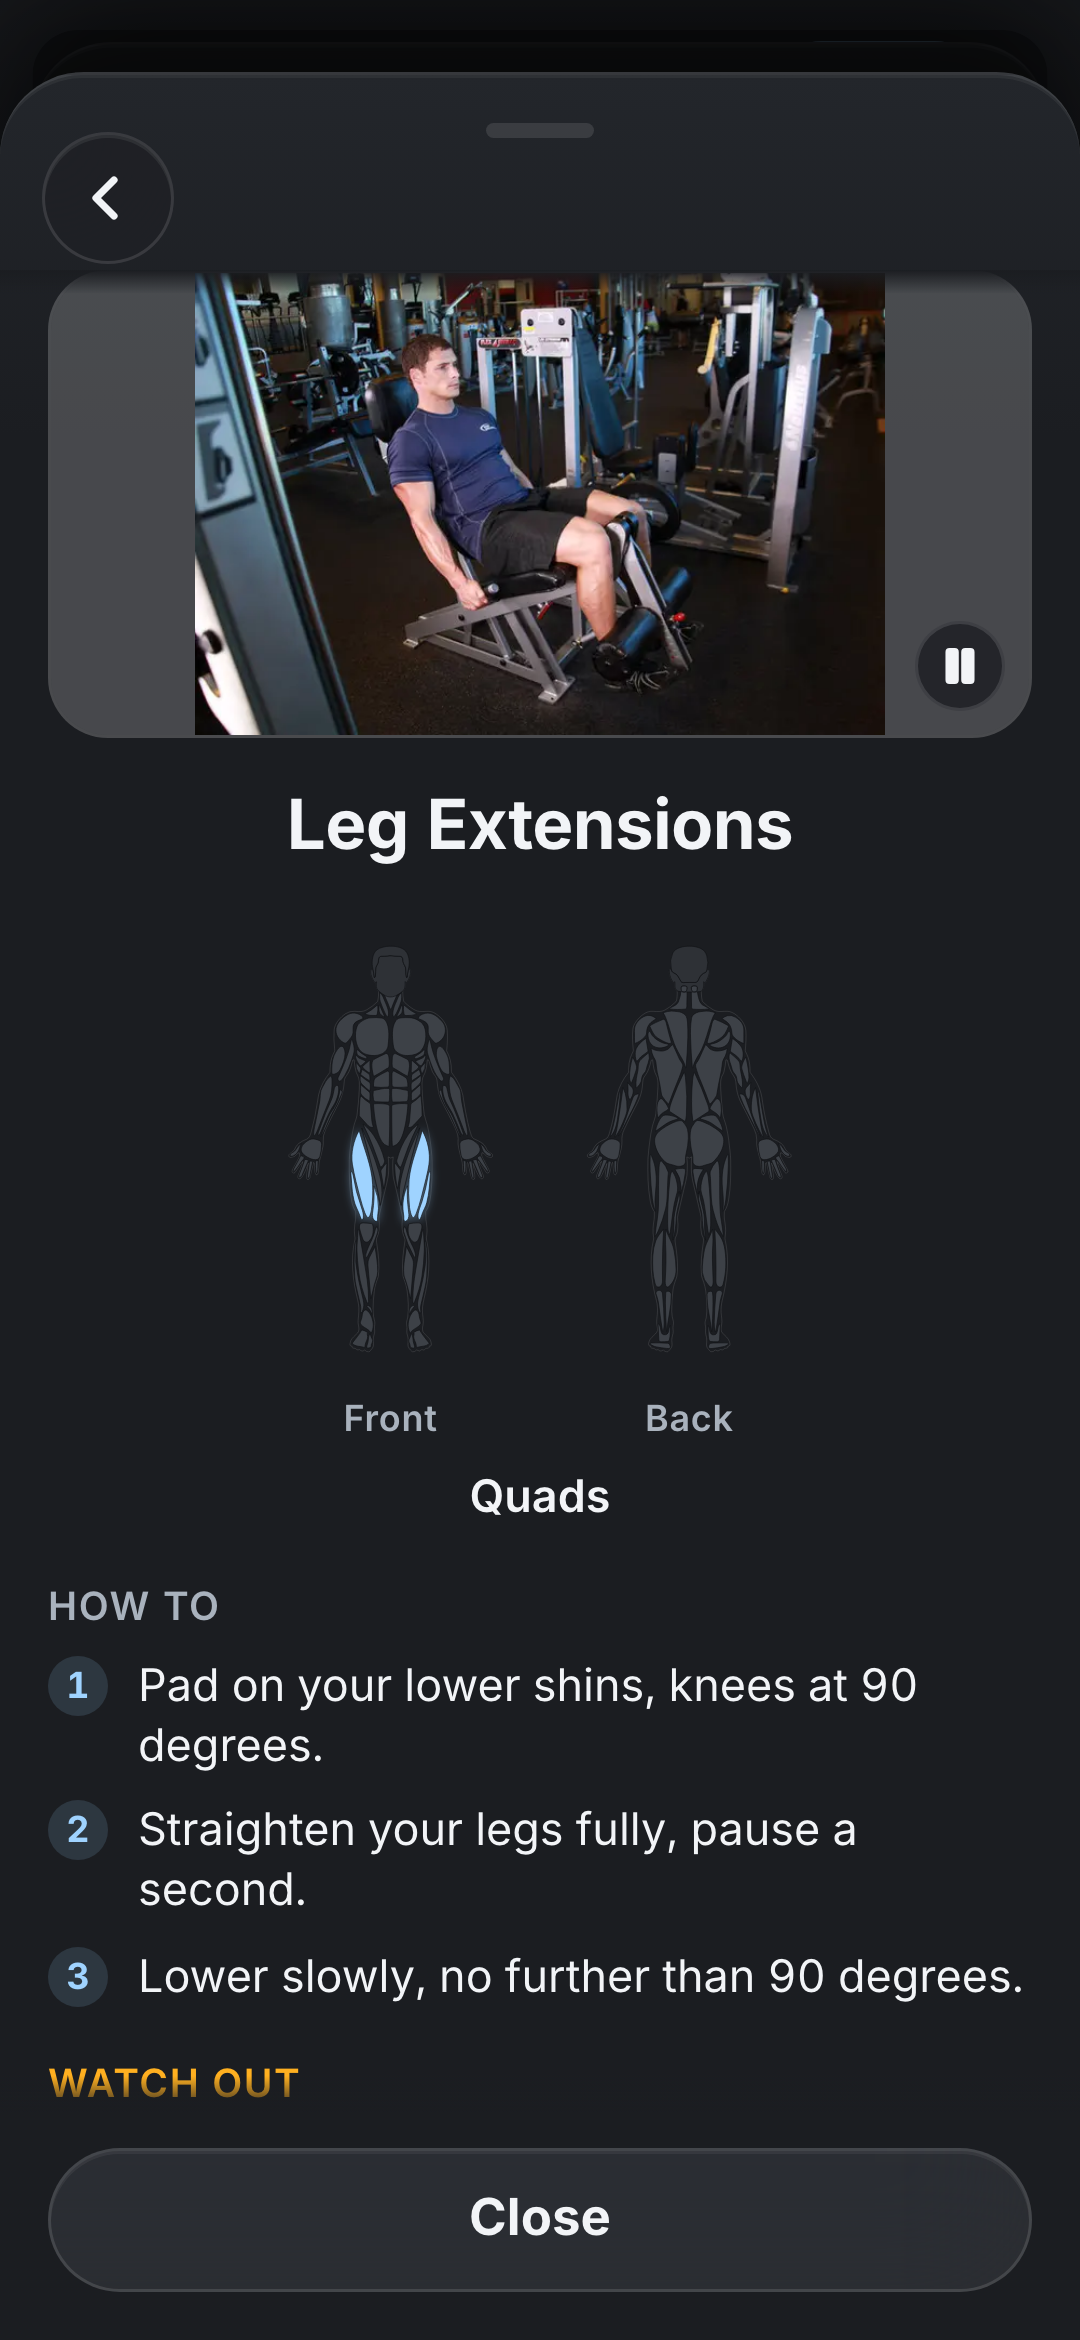 Leg Extensions
Front
Back
Quads
HOW TO
1 Pad on your lower shins, knees at 90
degrees.
2 Straighten your legs fully, pause a
second.
3 Lower slowly, no further than 90 degrees.
WATCH OUT
Close